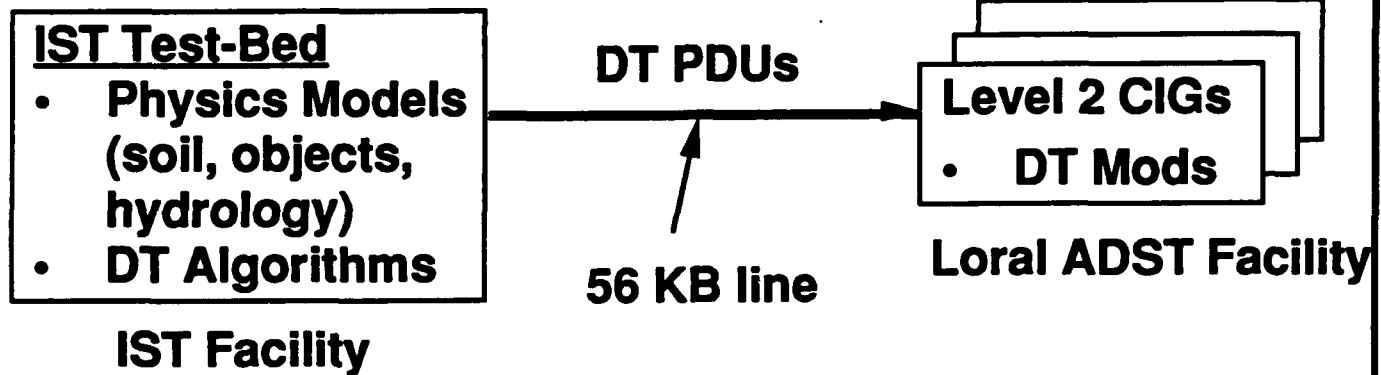 IST Test-Bed
• Physics Models
(soil, objects,
hydrology)
• DT Algorithms
IST Facility
DT PDUs
56 KB line
Level 2 CIGs
• DT Mods
Loral ADST Facility